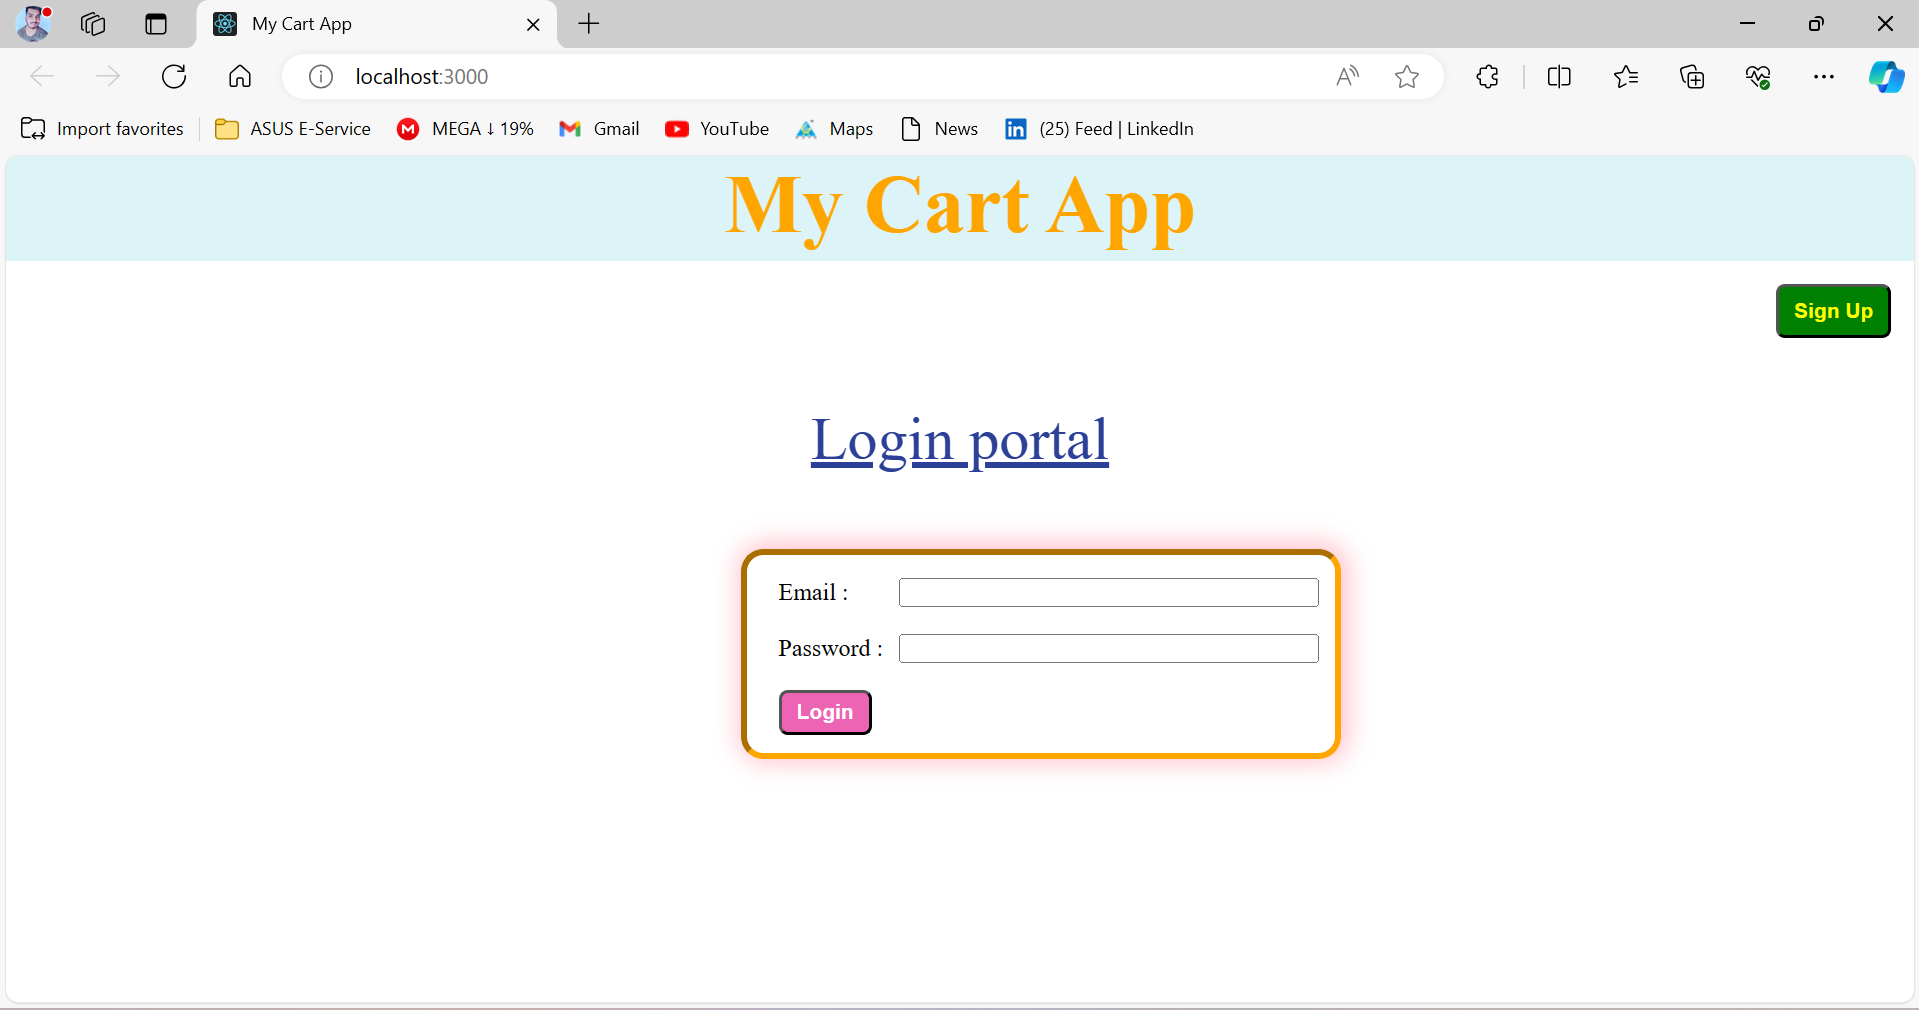 My Cart App
localhost:3000
Import favorites ASUS E-Service MEGA ↓ 19% Gmail YouTube Maps News (25) Feed | LinkedIn
My Cart App
Sign Up
Login portal
Email :
Password :
Login